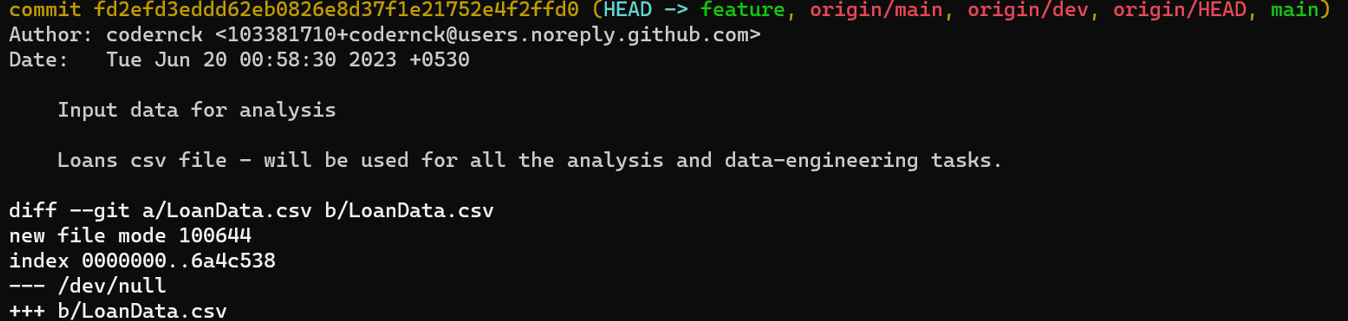 commit fd2efd3eddd62eb0826e8d37f1e21752e4f2ffd0 (HEAD -> feature, origin/main, origin/dev, origin/HEAD, main)
Author: codernck <103381710+codernck@users.noreply.github.com>
Date:   Tue Jun 20 00:58:30 2023 +0530
Input data for analysis
Loans csv file - will be used for all the analysis and data-engineering tasks.
diff --git a/LoanData.csv b/LoanData.csv
new file mode 100644
index 0000000..6a4c538
--- /dev/null
+++ b/LoanData.csv